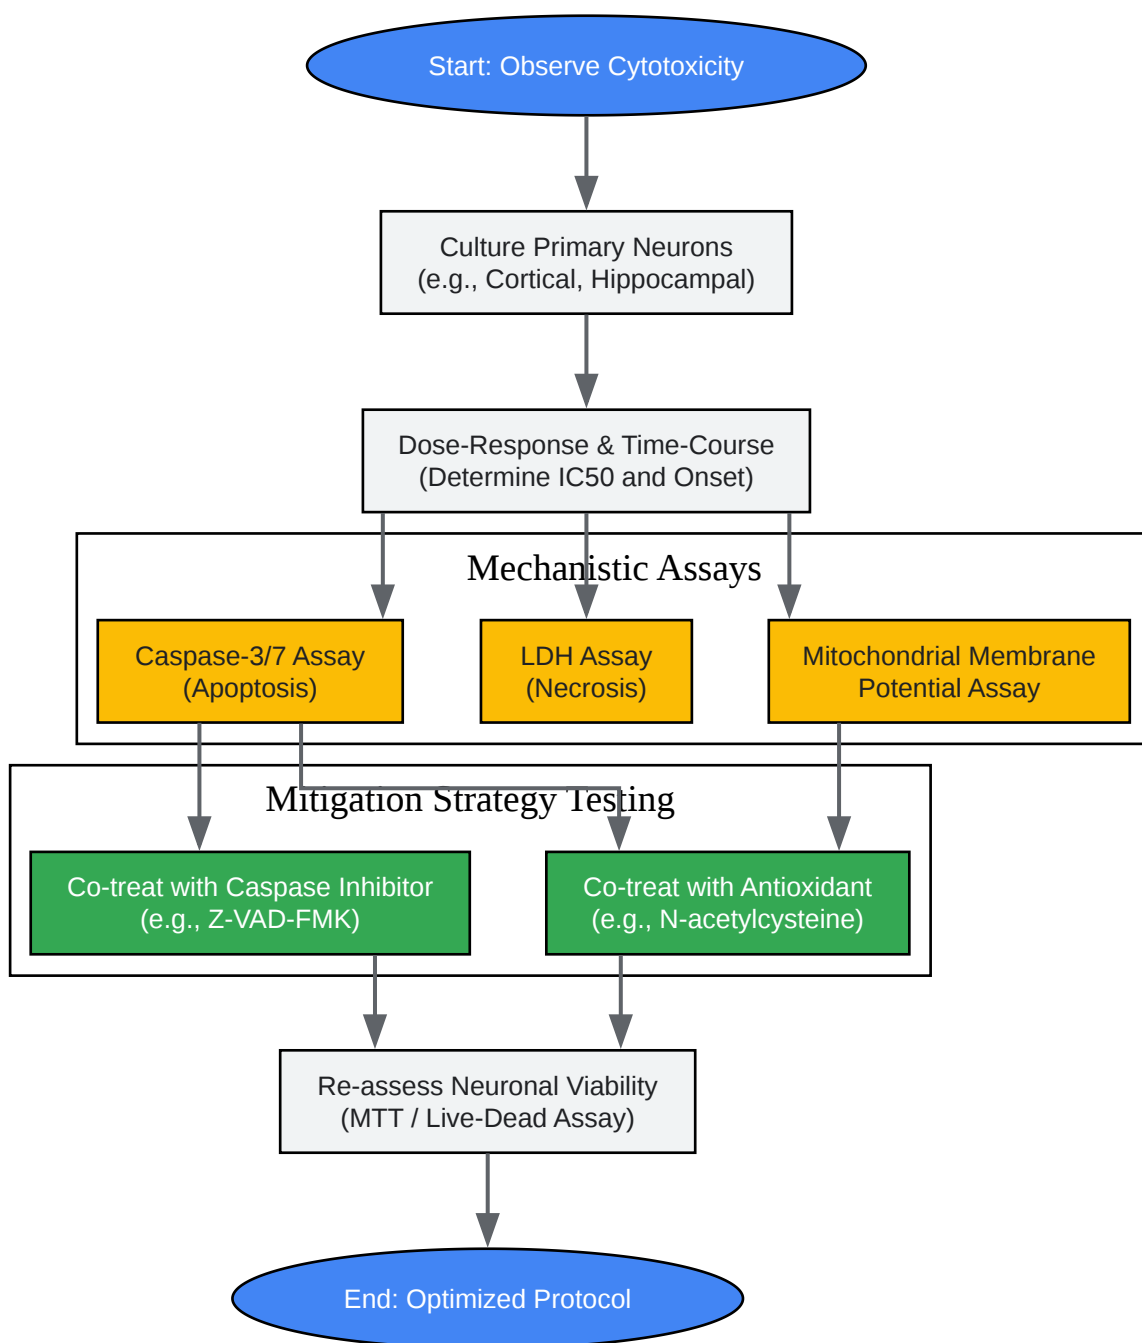 Start: Observe Cytotoxicity
Culture Primary Neurons
(e.g., Cortical, Hippocampal)
Dose-Response & Time-Course
(Determine IC50 and Onset)
Mechanistic Assays
Caspase-3/7 Assay
(Apoptosis)
LDH Assay
(Necrosis)
Mitochondrial Membrane
Potential Assay
Mitigation Strategy Testing
Co-treat with Caspase Inhibitor
(e.g., Z-VAD-FMK)
Co-treat with Antioxidant
(e.g., N-acetylcysteine)
Re-assess Neuronal Viability
(MTT / Live-Dead Assay)
End: Optimized Protocol